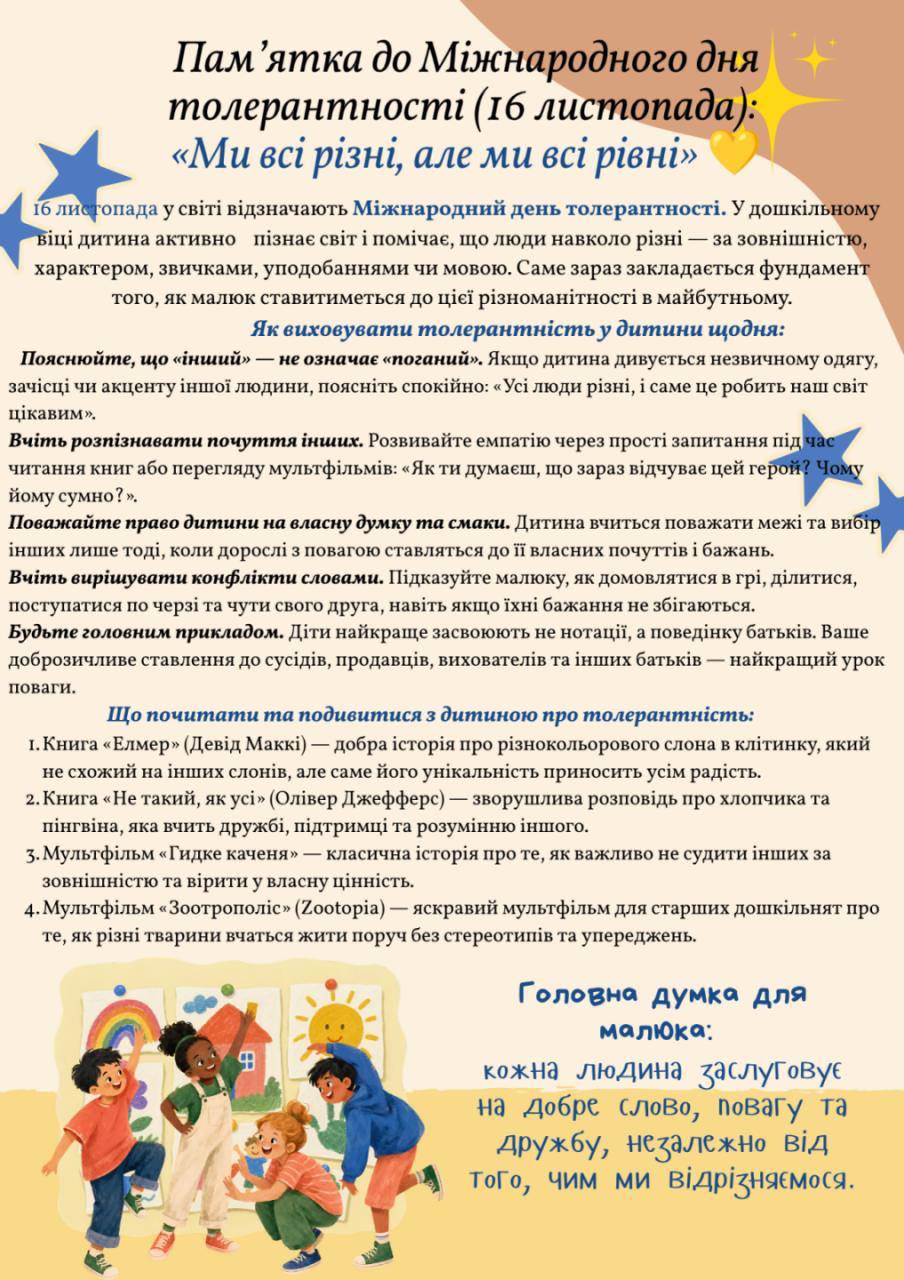 Пам’ятка до Міжнародного дня
толерантності (16 листопада):
«Ми всі різні, але ми всі рівні» 💛
16 листопада у світі відзначають Міжнародний день толерантності. У дошкільному
віці дитина активно пізнає світ і помічає, що люди навколо різні — за зовнішністю,
характером, звичками, уподобаннями чи мовою. Саме зараз закладається фундамент
того, як малюк ставитиметься до цієї різноманітності в майбутньому.
Як виховувати толерантність у дитини щодня:
Пояснюйте, що «інший» — не означає «поганий». Якщо дитина дивується незвичному одягу,
зачісці чи акценту іншої людини, поясніть спокійно: «Усі люди різні, і саме це робить наш світ
цікавим».
Вчіть розпізнавати почуття інших. Розвивайте емпатію через прості запитання під час
читання книг або перегляду мультфільмів: «Як ти думаєш, що зараз відчуває цей герой? Чому
йому сумно?».
Поважайте право дитини на власну думку та смаки. Дитина вчиться поважати межі та вибір
інших лише тоді, коли дорослі з повагою ставляться до її власних почуттів і бажань.
Вчіть вирішувати конфлікти словами. Підказуйте малюку, як домовлятися в грі, ділитися,
поступатися по черзі та чути свого друга, навіть якщо їхні бажання не збігаються.
Будьте головним прикладом. Діти найкраще засвоюють не нотації, а поведінку батьків. Ваше
доброзичливе ставлення до сусідів, продавців, вихователів та інших батьків — найкращий урок
поваги.
Що почитати та подивитися з дитиною про толерантність:
1. Книга «Елмер» (Девід Маккі) — добра історія про різнокольорового слона в клітинку, який
не схожий на інших слонів, але саме його унікальність приносить усім радість.
2. Книга «Не такий, як усі» (Олівер Джефферс) — зворушлива розповідь про хлопчика та
пінгвіна, яка вчить дружбі, підтримці та розумінню іншого.
3. Мультфільм «Гидке каченя» — класична історія про те, як важливо не судити інших за
зовнішністю та вірити у власну цінність.
4. Мультфільм «Зоотрополіс» (Zootopia) — яскравий мультфільм для старших дошкільнят про
те, як різні тварини вчаться жити поруч без стереотипів та упереджень.
Головна думка для
малюка:
кожна людина заслуговує
на добре слово, повагу та
дружбу, незалежно від
того, чим ми відрізняємося.